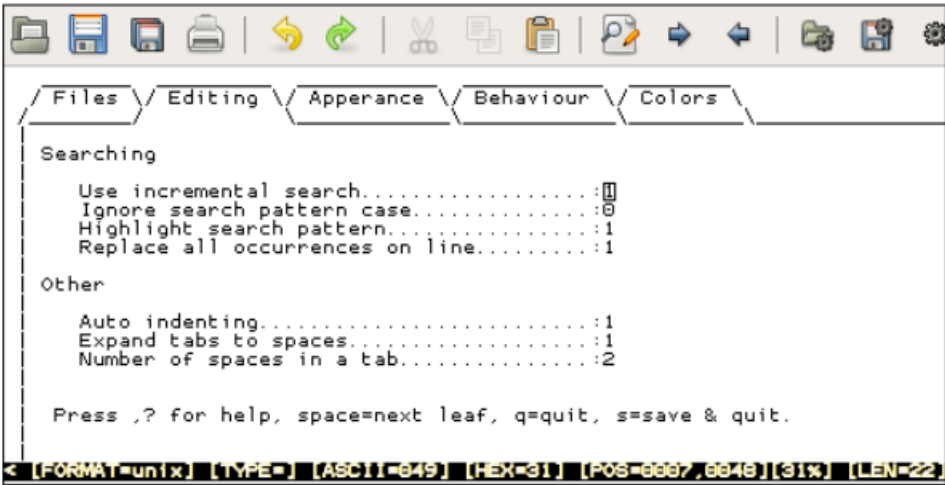 Files Editing Apperance Behaviour Colors
Searching
Use incremental search...................:1
Ignore search pattern case...............:0
Highlight search pattern.................:1
Replace all occurrences on line..........:1
Other
Auto indenting...........................:1
Expand tabs to spaces....................:1
Number of spaces in a tab................:2
Press ,? for help, space=next leaf, q=quit, s=save & quit.
< [FORMAT=unix] [TYPE=] [ASCII=049] [HEX=31] [POS=0007,0048][31%] [LEN=22]